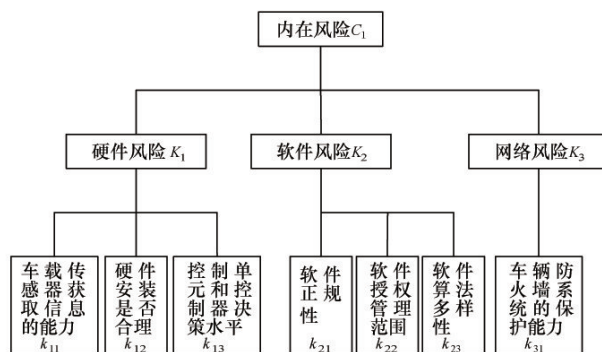 内在风险C₁
硬件风险 K₁
软件风险K₂
网络风险K₃
车载传
感器获
取信息
的能力
k₁₁
硬件
安装
是否
合理
k₁₂
控制单
元和控
制器决
策水平
k₁₃
软件
正规
性
k₂₁
软件
授权
管理
范围
k₂₂
软件
算法
多样
性
k₂₃
车辆防
火墙系
统的保
护能力
k₃₁